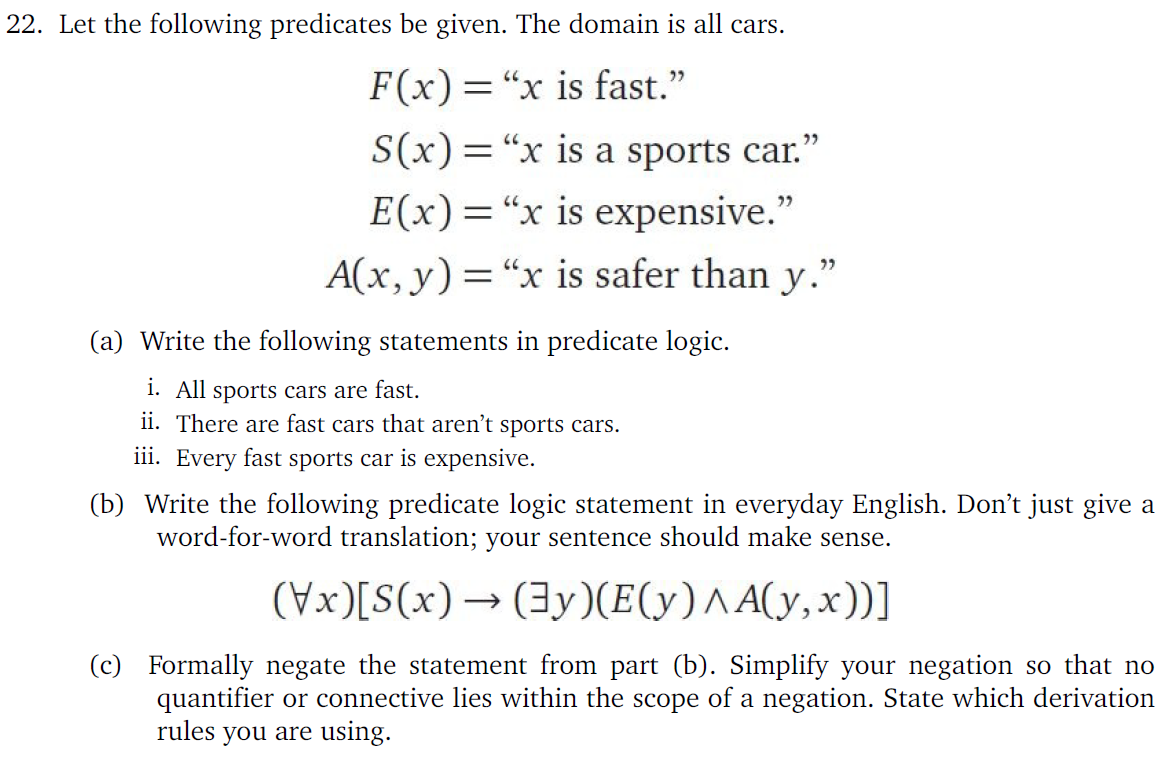 22. Let the following predicates be given. The domain is all cars.
F(x) = “x is fast.”
S(x) = “x is a sports car.”
E(x) = “x is expensive.”
A(x, y) = “x is safer than y.”
(a) Write the following statements in predicate logic.
i. All sports cars are fast.
ii. There are fast cars that aren’t sports cars.
iii. Every fast sports car is expensive.
(b) Write the following predicate logic statement in everyday English. Don’t just give a
word-for-word translation; your sentence should make sense.
(∀x)[S(x) → (∃y)(E(y) ∧ A(y, x))]
(c) Formally negate the statement from part (b). Simplify your negation so that no
quantifier or connective lies within the scope of a negation. State which derivation
rules you are using.